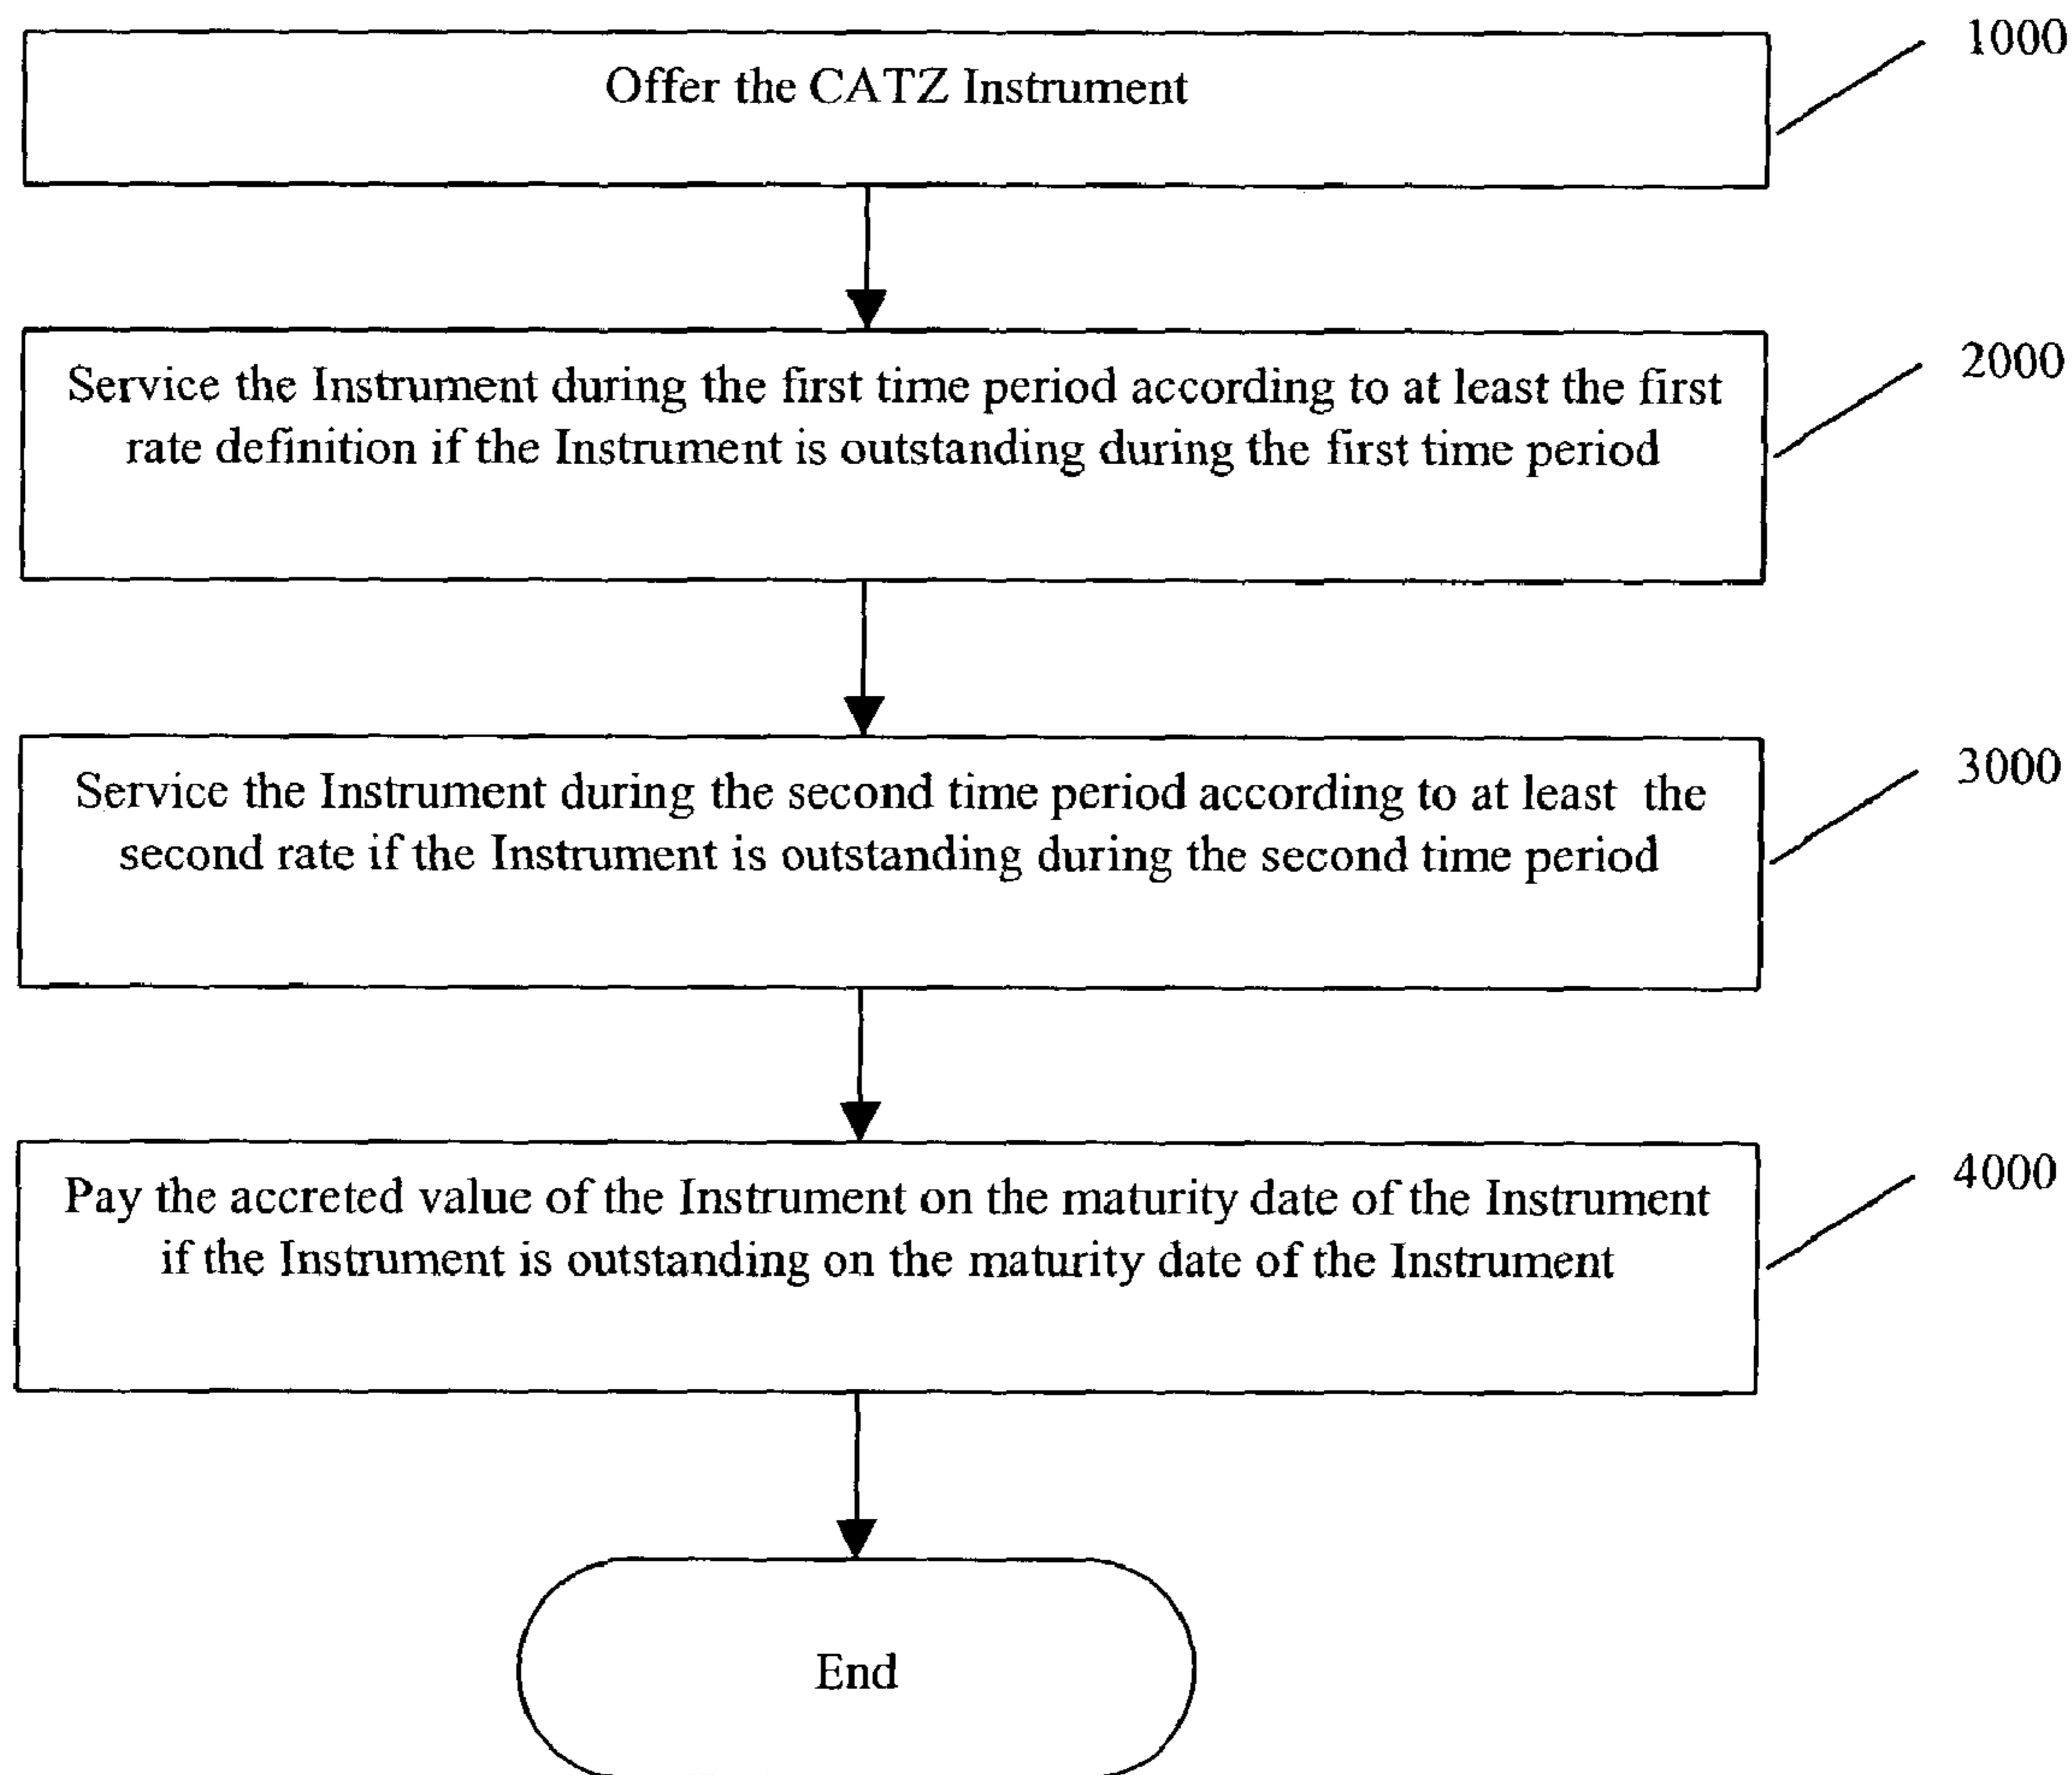 Offer the CATZ Instrument
1000
Service the Instrument during the first time period according to at least the first
rate definition if the Instrument is outstanding during the first time period
2000
Service the Instrument during the second time period according to at least the
second rate if the Instrument is outstanding during the second time period
3000
Pay the accreted value of the Instrument on the maturity date of the Instrument
if the Instrument is outstanding on the maturity date of the Instrument
4000
End